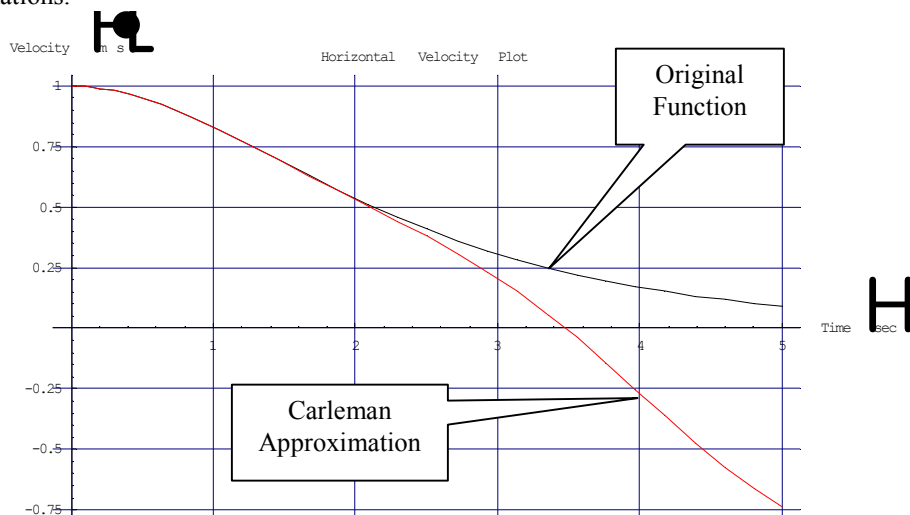 ations.
Velocity m s
Horizontal Velocity Plot
Original
Function
1
0.75
0.5
0.25
Time sec
1 2 3 4 5
-0.25
Carleman
Approximation
-0.5
-0.75